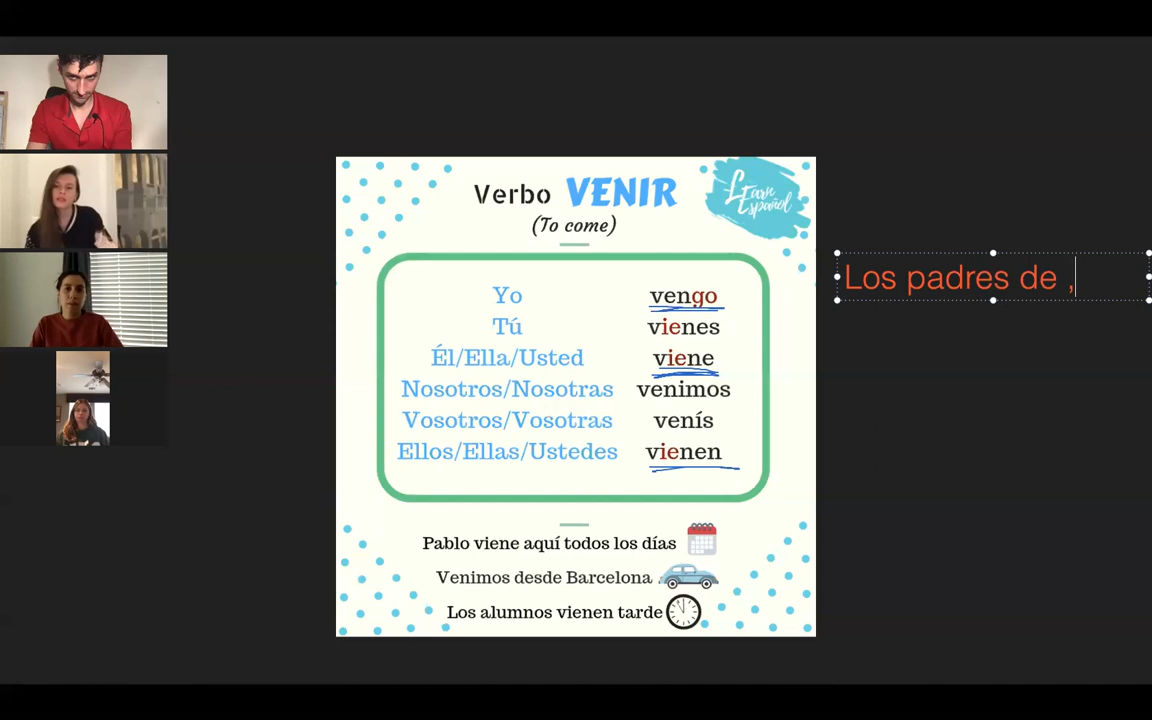 Verbo VENIR
(To come)
Learn
Español
Yo vengo
Tú vienes
Él/Ella/Usted viene
Nosotros/Nosotras venimos
Vosotros/Vosotras venís
Ellos/Ellas/Ustedes vienen
Pablo viene aquí todos los días
Venimos desde Barcelona
Los alumnos vienen tarde
Los padres de ,